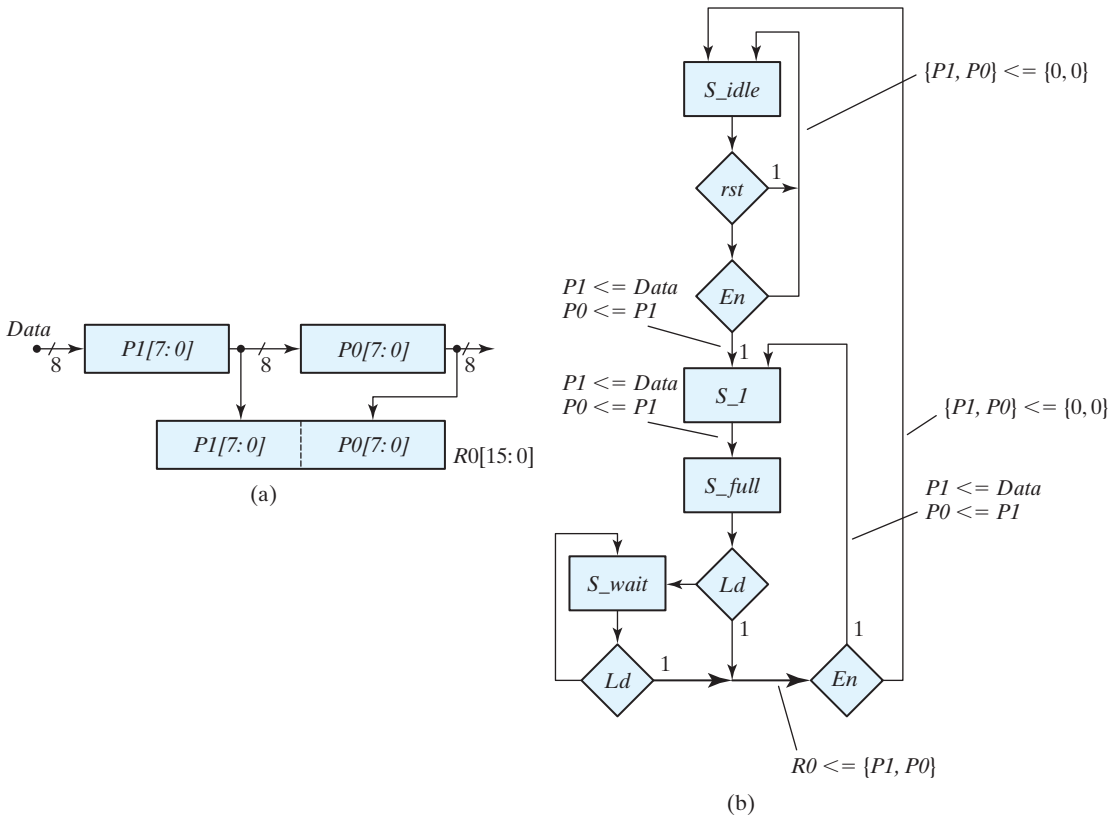 Data
8
P1[7:0]
8
P0[7:0]
8
P1[7:0]
P0[7:0]
R0[15:0]
(a)
S_idle
{P1, P0} <= {0, 0}
rst
1
En
P1 <= Data
P0 <= P1
1
S_1
P1 <= Data
P0 <= P1
{P1, P0} <= {0, 0}
S_full
P1 <= Data
P0 <= P1
S_wait
Ld
1
1
Ld
1
En
R0 <= {P1, P0}
(b)